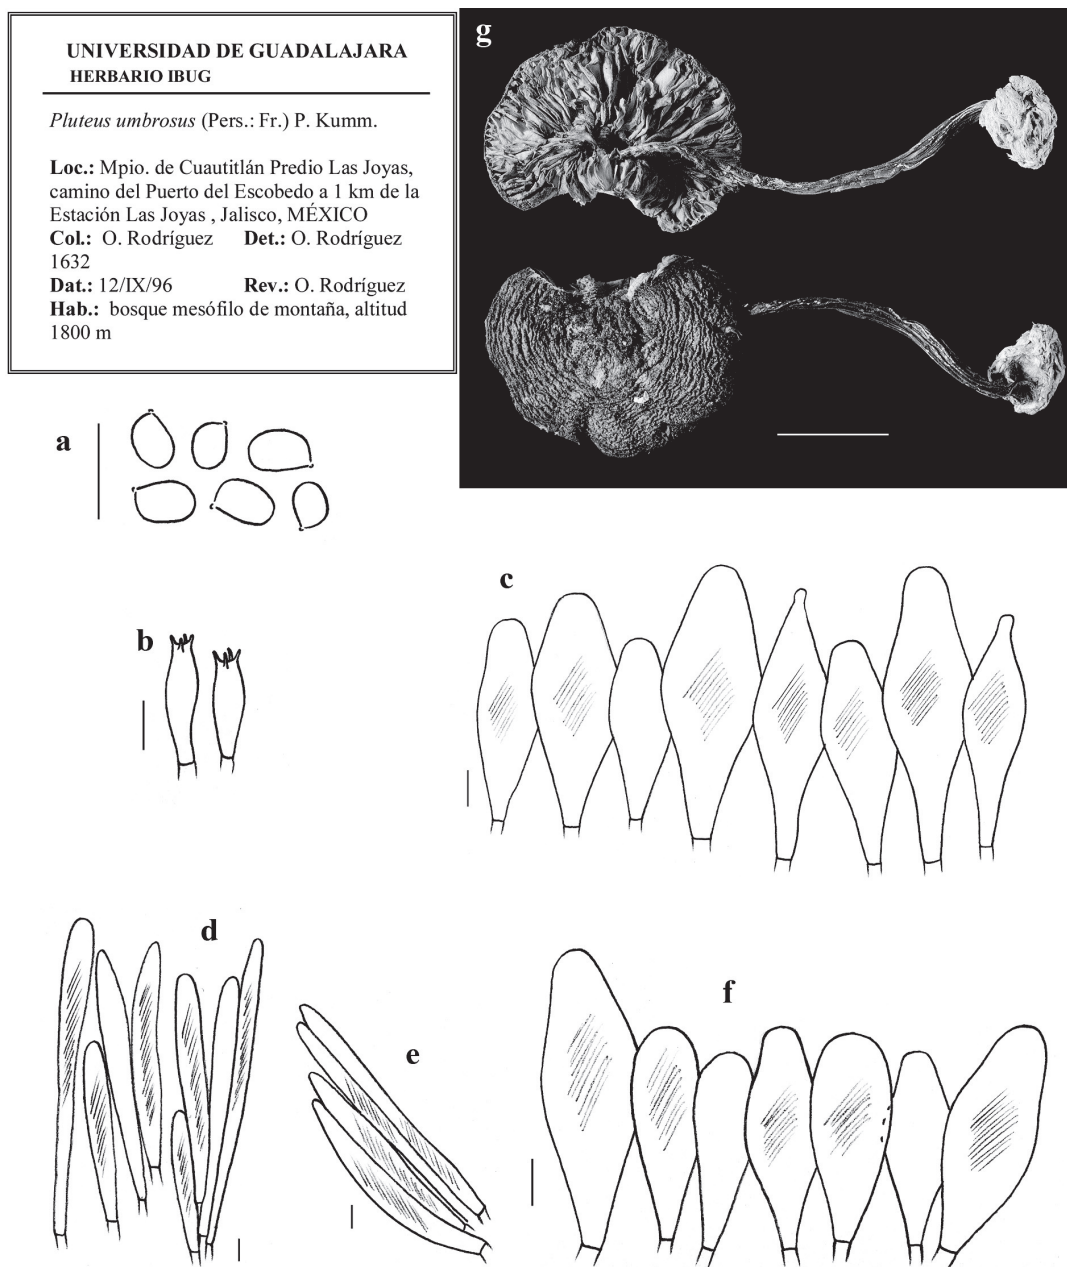 UNIVERSIDAD DE GUADALAJARA
HERBARIO IBUG
Pluteus umbrosus (Pers.: Fr.) P. Kumm.
Loc.: Mpio. de Cuautitlán Predio Las Joyas,
camino del Puerto del Escobedo a 1 km de la
Estación Las Joyas , Jalisco, MÉXICO
Col.: O. Rodríguez Det.: O. Rodríguez
1632
Dat.: 12/IX/96 Rev.: O. Rodríguez
Hab.: bosque mesófilo de montaña, altitud
1800 m
g
a
b
c
d
e
f